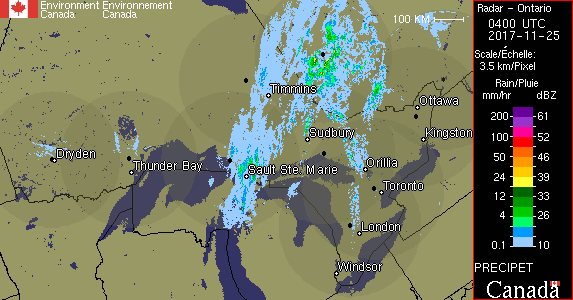 Environment Environnement
Canada Canada
100 KM
Radar - Ontario
0400 UTC
2017-11-25
Scale/Échelle:
3.5 km/Pixel
Rain/Pluie
mm/hr dBZ
200 61
100 52
50 46
24 39
12 33
4 26
1 20
0.1 10
PRECIPET
Canada
Timmins
Ottawa
Sudbury
Kingston
Dryden
Thunder Bay
Orillia
Sault Ste. Marie
Toronto
London
Windsor